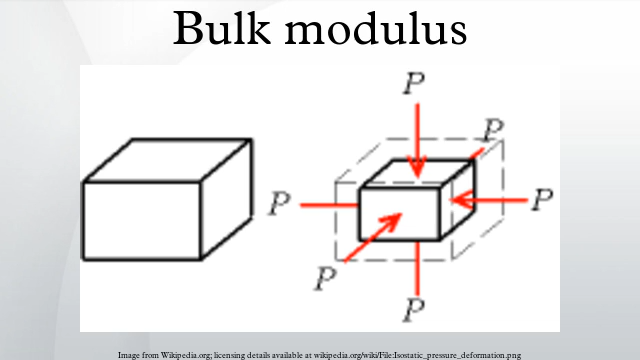 Bulk modulus
P
P
P
P
P
P
Image from Wikipedia.org; licensing details available at wikipedia.org/wiki/File:Isostatic_pressure_deformation.png